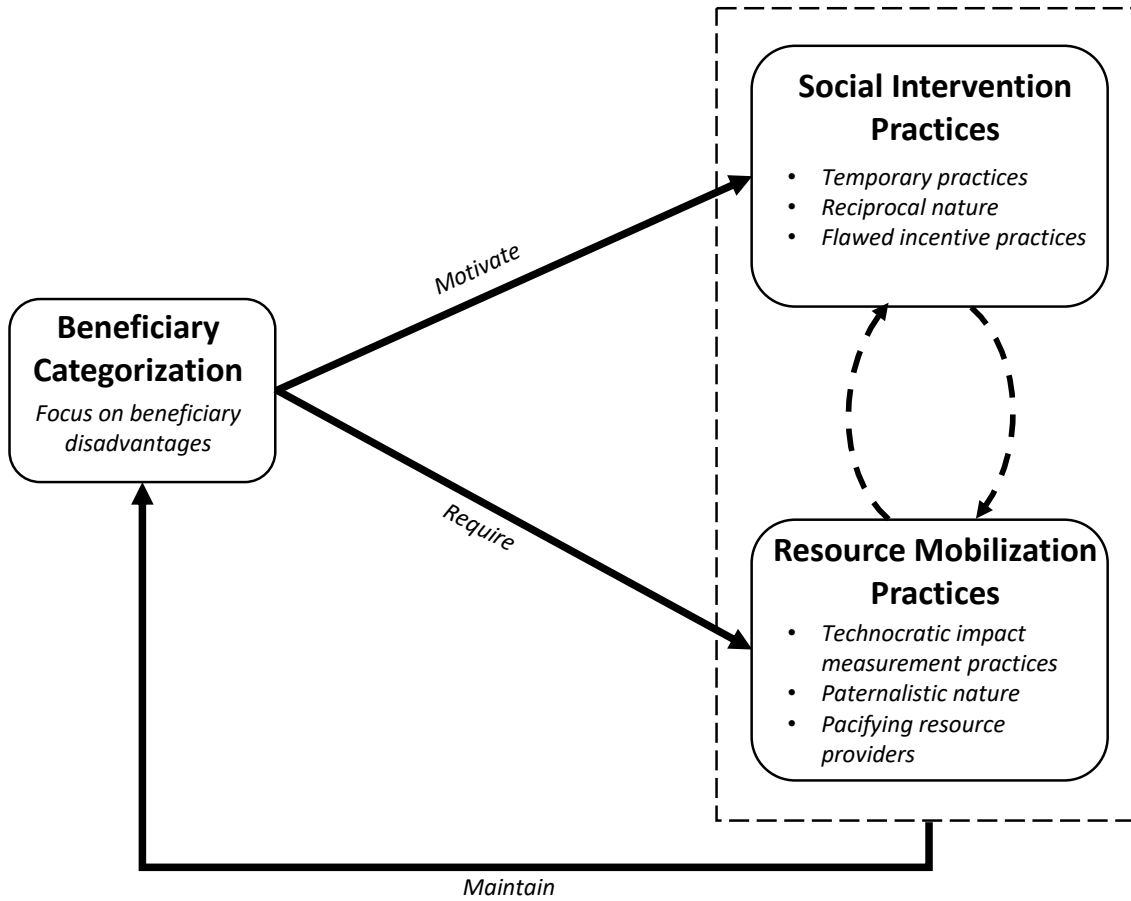 Social Intervention
Practices
• Temporary practices
• Reciprocal nature
• Flawed incentive practices
Motivate
Beneficiary
Categorization
Focus on beneficiary
disadvantages
Require
Resource Mobilization
Practices
• Technocratic impact
measurement practices
• Paternalistic nature
• Pacifying resource
providers
Maintain